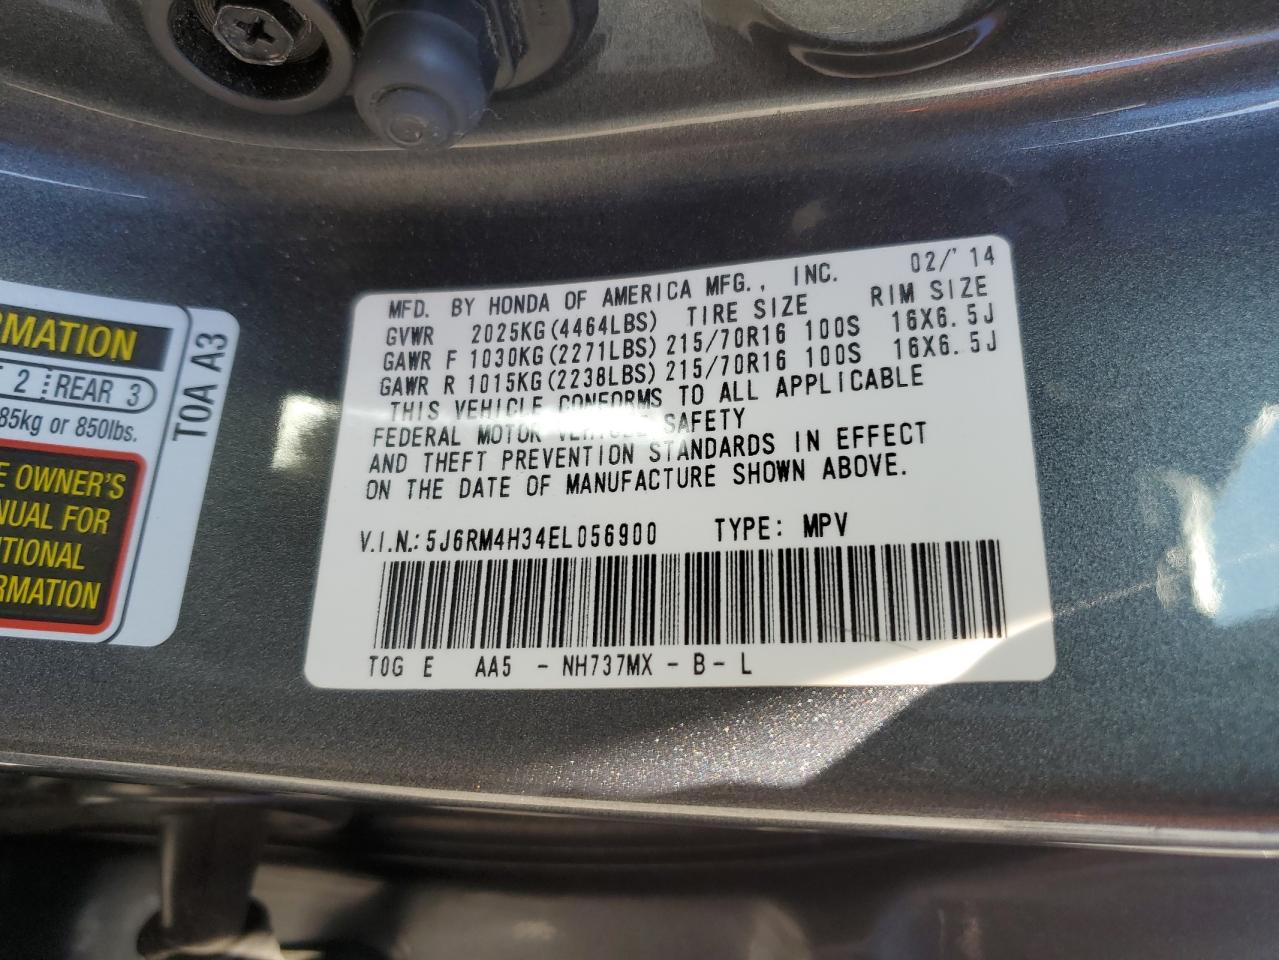 RMATION
2 REAR 3
85kg or 850lbs.
E OWNER'S
NUAL FOR
ITIONAL
RMATION
T0A A3
MFD. BY HONDA OF AMERICA MFG., INC. 02/'14
GVWR 2025KG(4464LBS) TIRE SIZE RIM SIZE
GAWR F 1030KG(2271LBS) 215/70R16 100S 16X6.5J
GAWR R 1015KG(2238LBS) 215/70R16 100S 16X6.5J
THIS VEHICLE CONFORMS TO ALL APPLICABLE
FEDERAL MOTOR VEHICLE SAFETY
AND THEFT PREVENTION STANDARDS IN EFFECT
ON THE DATE OF MANUFACTURE SHOWN ABOVE.
V.I.N.: 5J6RM4H34EL056900 TYPE: MPV
T0G E AA5 - NH737MX - B - L